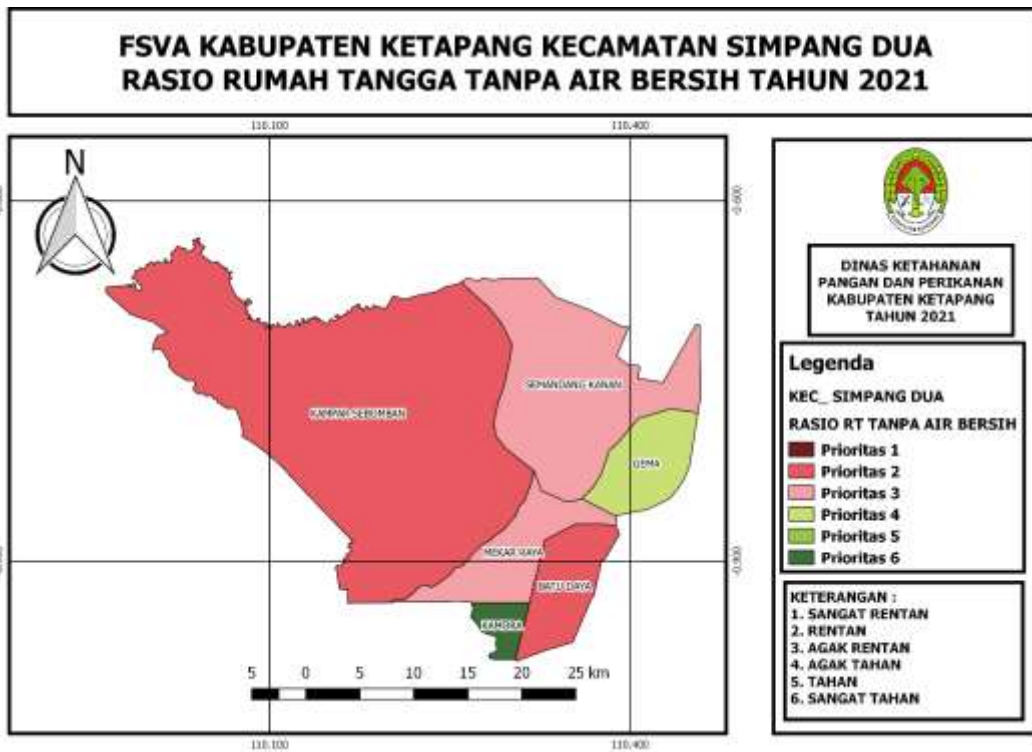 FSVA KABUPATEN KETAPANG KECAMATAN SIMPANG DUA
RASIO RUMAH TANGGA TANPA AIR BERSIH TAHUN 2021
110.100 110.400
N
-0.600
SEMANDANG KANAN
KAMPAR SEBOMBAN
GEMA
MEKAR RAYA
-0.900
BATU DAYA
KAMORA
5 0 5 10 15 20 25 km
110.100 110.400
DINAS KETAHANAN
PANGAN DAN PERIKANAN
KABUPATEN KETAPANG
TAHUN 2021
Legenda
KEC_ SIMPANG DUA
RASIO RT TANPA AIR BERSIH
Prioritas 1
Prioritas 2
Prioritas 3
Prioritas 4
Prioritas 5
Prioritas 6
KETERANGAN :
1. SANGAT RENTAN
2. RENTAN
3. AGAK RENTAN
4. AGAK TAHAN
5. TAHAN
6. SANGAT TAHAN